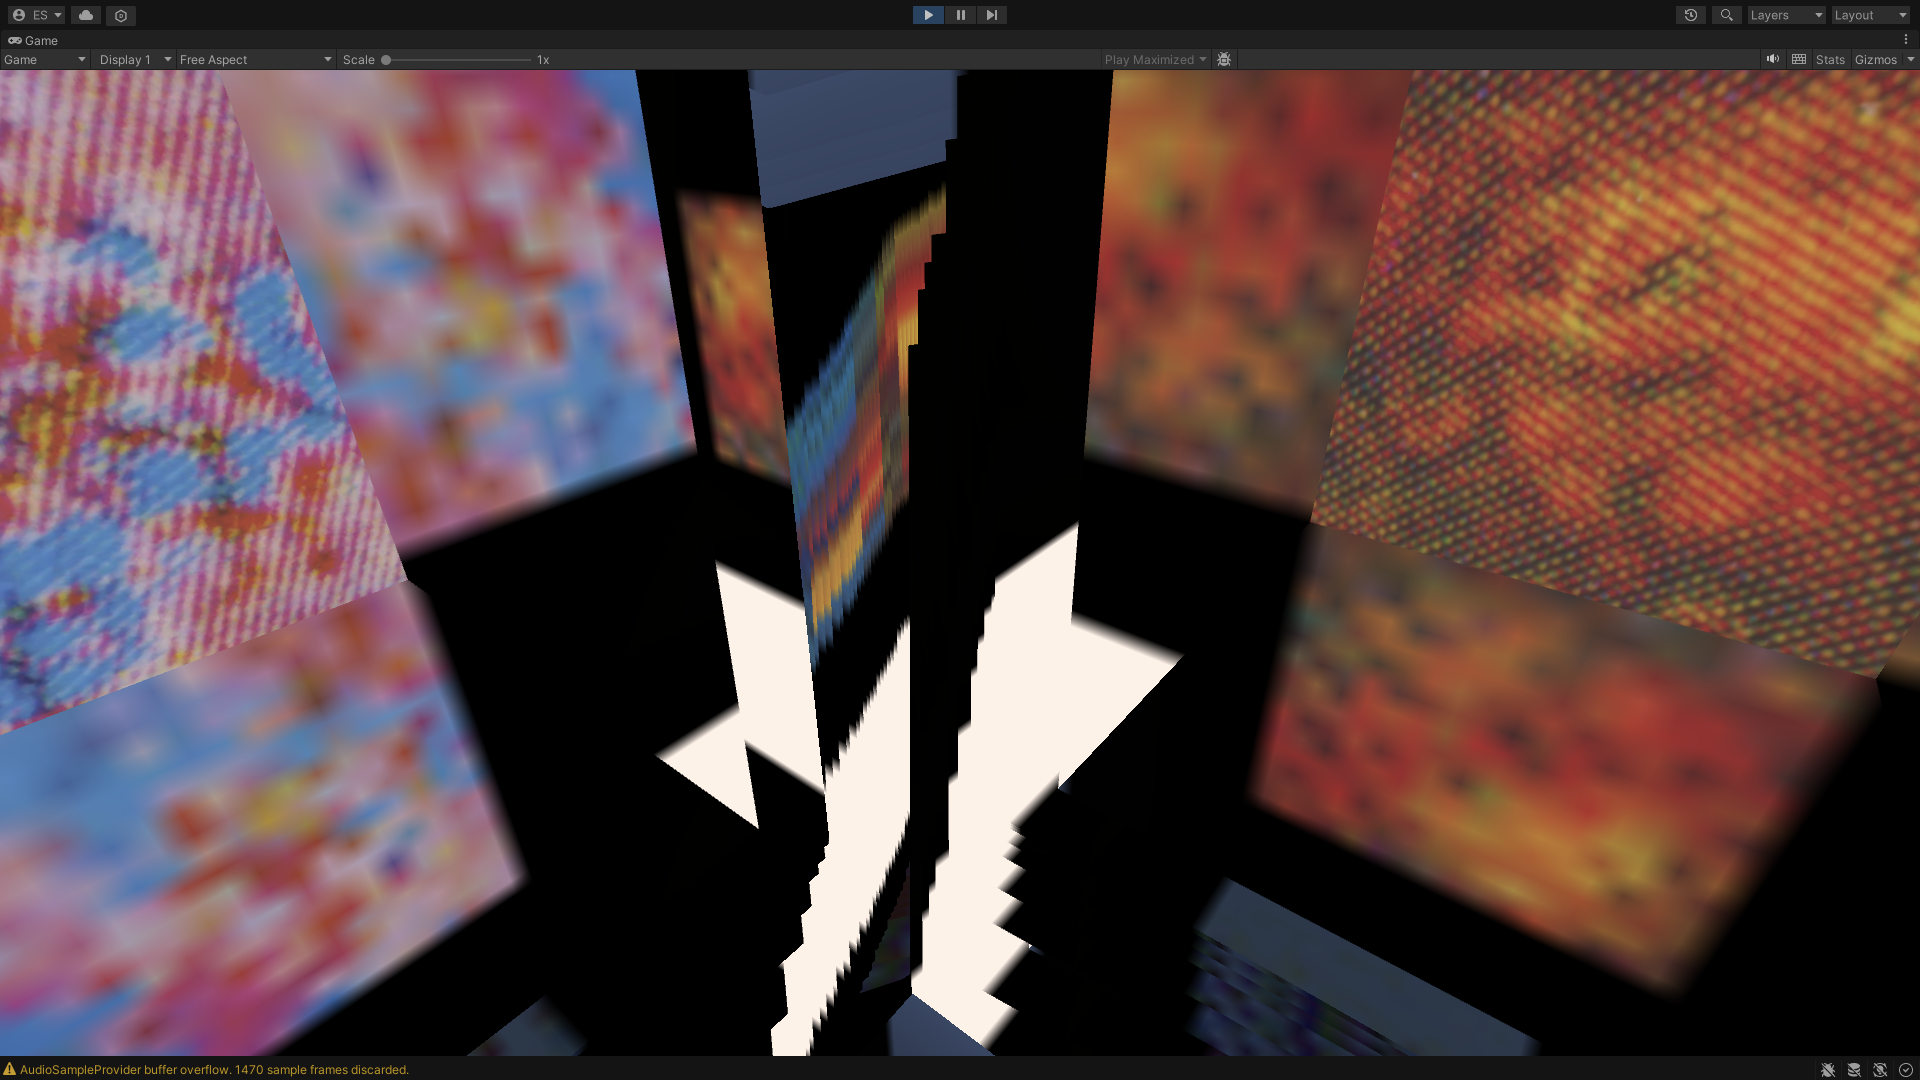 ES
Layers
Layout
Game
Game
Display 1
Free Aspect
Scale
1x
Play Maximized
Stats
Gizmos
AudioSampleProvider buffer overflow. 1470 sample frames discarded.